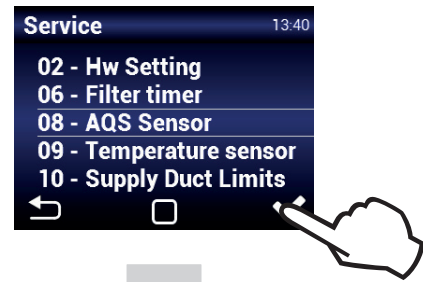 Service 13:40
02 - Hw Setting
06 - Filter timer
08 - AQS Sensor
09 - Temperature sensor
10 - Supply Duct Limits